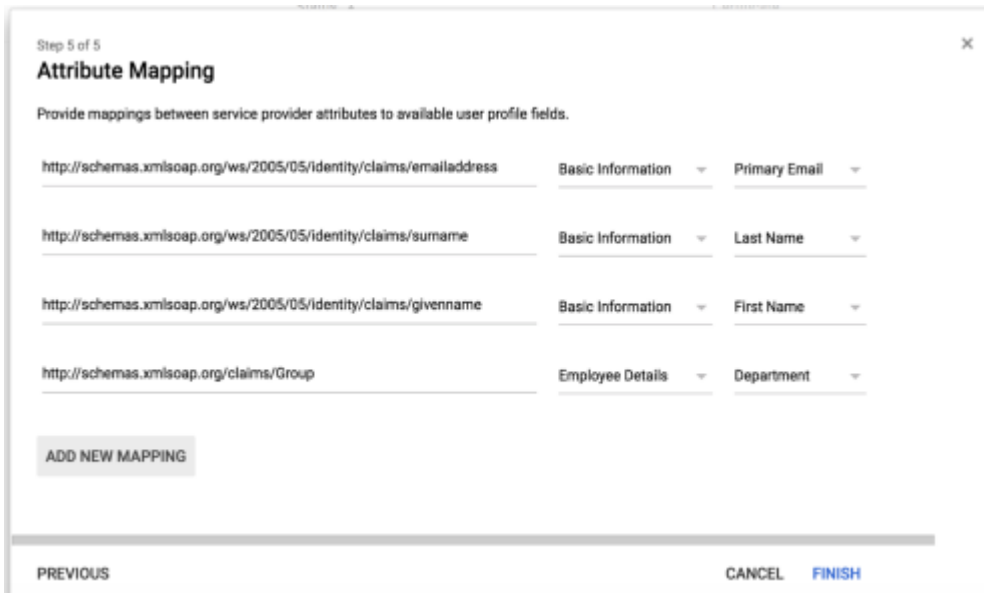 Step 5 of 5
Attribute Mapping
Provide mappings between service provider attributes to available user profile fields.
http://schemas.xmlsoap.org/ws/2005/05/identity/claims/emailaddress Basic Information Primary Email
http://schemas.xmlsoap.org/ws/2005/05/identity/claims/surname Basic Information Last Name
http://schemas.xmlsoap.org/ws/2005/05/identity/claims/givenname Basic Information First Name
http://schemas.xmlsoap.org/claims/Group Employee Details Department
ADD NEW MAPPING
PREVIOUS CANCEL FINISH